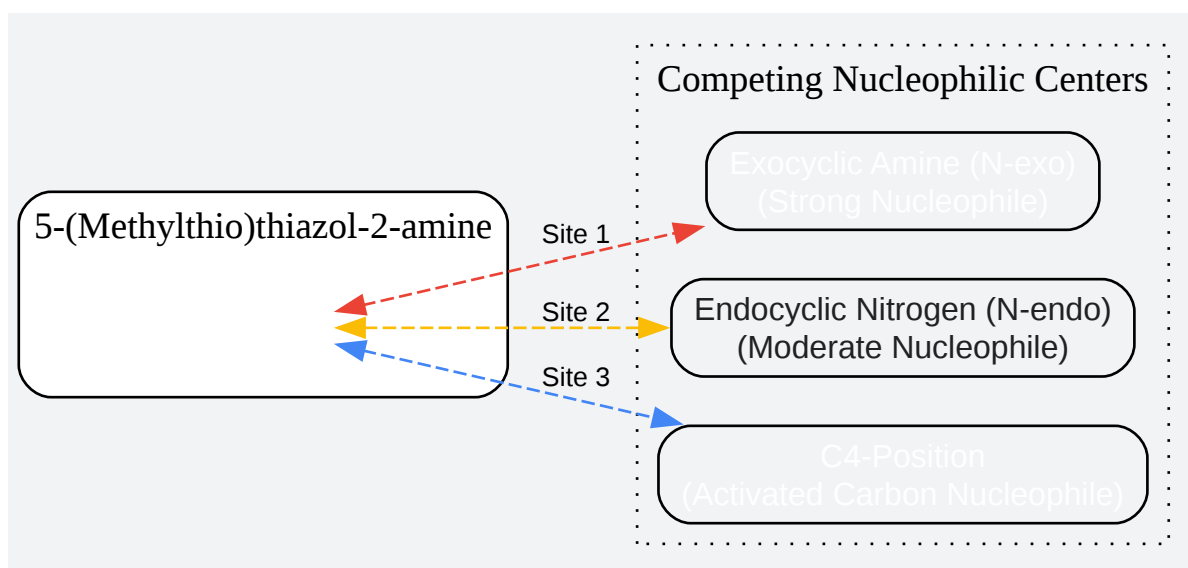 Competing Nucleophilic Centers
Exocyclic Amine (N-exo)
(Strong Nucleophile)
5-(Methylthio)thiazol-2-amine
Site 1
Site 2
Endocyclic Nitrogen (N-endo)
(Moderate Nucleophile)
Site 3
C4-Position
(Activated Carbon Nucleophile)